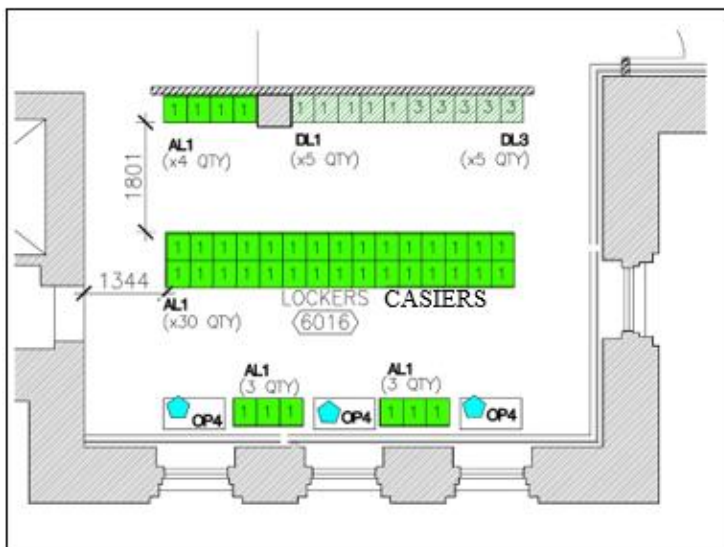 1 1 1 1 1 1 1 1 1 3 3 3 3 3
AL1 DL1 DL3
(x4 QTY) (x5 QTY) (x5 QTY)
1801
1 1 1 1 1 1 1 1 1 1 1 1 1 1 1
1 1 1 1 1 1 1 1 1 1 1 1 1 1 1
1344
AL1
(x30 QTY)
LOCKERS CASIERS
6016
AL1 AL1
(3 QTY) (3 QTY)
OP4 1 1 1 OP4 1 1 1 OP4